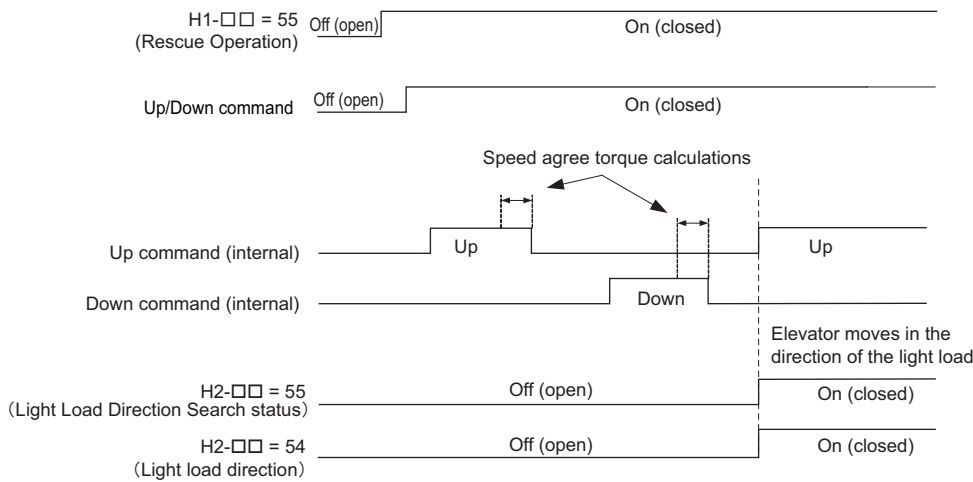 H1-□□ = 55
(Rescue Operation)
Off (open)
On (closed)
Up/Down command
Off (open)
On (closed)
Speed agree torque calculations
Up command (internal)
Up
Up
Down command (internal)
Down
Elevator moves in the
direction of the light load
H2-□□ = 55
（Light Load Direction Search status）
Off (open)
On (closed)
H2-□□ = 54
（Light load direction）
Off (open)
On (closed)